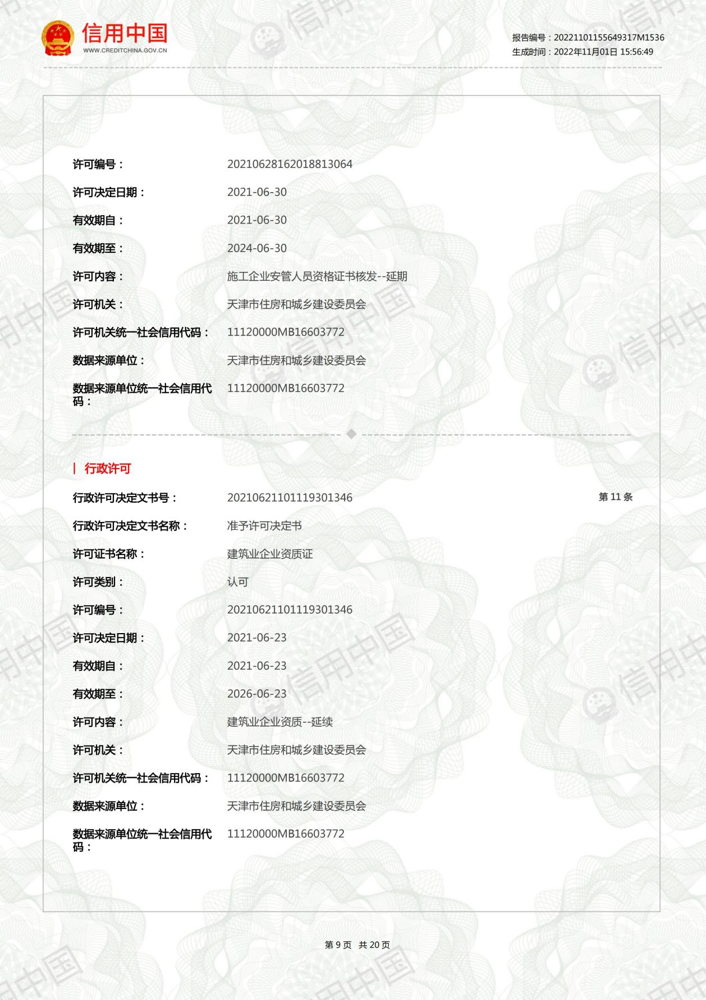 信用中国
WWW.CREDITCHINA.GOV.CN
报告编号：20221101155649317M1536
生成时间：2022年11月01日 15:56:49
许可编号： 20210628162018813064
许可决定日期： 2021-06-30
有效期自： 2021-06-30
有效期至： 2024-06-30
许可内容： 施工企业安管人员资格证书核发--延期
许可机关： 天津市住房和城乡建设委员会
许可机关统一社会信用代码： 11120000MB16603772
数据来源单位： 天津市住房和城乡建设委员会
数据来源单位统一社会信用代 11120000MB16603772
码：
行政许可
行政许可决定文书号： 20210621101119301346 第 11 条
行政许可决定文书名称： 准予许可决定书
许可证书名称： 建筑业企业资质证
许可类别： 认可
许可编号： 20210621101119301346
许可决定日期： 2021-06-23
有效期自： 2021-06-23
有效期至： 2026-06-23
许可内容： 建筑业企业资质--延续
许可机关： 天津市住房和城乡建设委员会
许可机关统一社会信用代码： 11120000MB16603772
数据来源单位： 天津市住房和城乡建设委员会
数据来源单位统一社会信用代 11120000MB16603772
码：
第 9 页 共 20 页